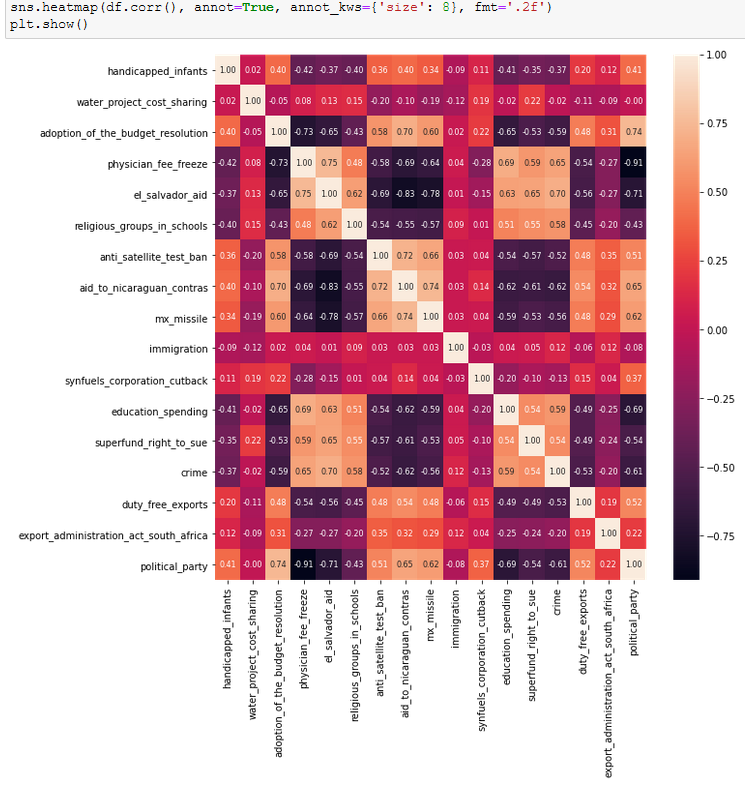 sns.heatmap(df.corr(), annot=True, annot_kws={'size': 8}, fmt='.2f')
plt.show()
handicapped_infants 1.00 0.02 0.40 -0.42 -0.37 -0.40 0.36 0.40 0.34 -0.09 0.11 -0.41 -0.35 -0.37 0.20 0.12 0.41
water_project_cost_sharing 0.02 1.00 -0.05 0.08 0.13 0.15 -0.20 -0.10 -0.19 -0.12 0.19 -0.02 0.22 -0.02 -0.11 -0.09 -0.00
adoption_of_the_budget_resolution 0.40 -0.05 1.00 -0.73 -0.65 -0.43 0.58 0.70 0.60 0.02 0.22 -0.65 -0.53 -0.59 0.48 0.31 0.74
physician_fee_freeze -0.42 0.08 -0.73 1.00 0.75 0.48 -0.58 -0.69 -0.64 0.04 -0.28 0.69 0.59 0.65 -0.54 -0.27 -0.91
el_salvador_aid -0.37 0.13 -0.65 0.75 1.00 0.62 -0.69 -0.83 -0.78 0.01 -0.15 0.63 0.65 0.70 -0.56 -0.27 -0.71
religious_groups_in_schools -0.40 0.15 -0.43 0.48 0.62 1.00 -0.54 -0.55 -0.57 0.09 0.01 0.51 0.55 0.58 -0.45 -0.20 -0.43
anti_satellite_test_ban 0.36 -0.20 0.58 -0.58 -0.69 -0.54 1.00 0.72 0.66 0.03 0.04 -0.54 -0.57 -0.52 0.48 0.35 0.51
aid_to_nicaraguan_contras 0.40 -0.10 0.70 -0.69 -0.83 -0.55 0.72 1.00 0.74 0.03 0.14 -0.62 -0.61 -0.62 0.54 0.32 0.65
mx_missile 0.34 -0.19 0.60 -0.64 -0.78 -0.57 0.66 0.74 1.00 0.03 0.04 -0.59 -0.53 -0.56 0.48 0.29 0.62
immigration -0.09 -0.12 0.02 0.04 0.01 0.09 0.03 0.03 0.03 1.00 -0.03 0.04 0.05 0.12 -0.06 0.12 -0.08
synfuels_corporation_cutback 0.11 0.19 0.22 -0.28 -0.15 0.01 0.04 0.14 0.04 -0.03 1.00 -0.20 -0.10 -0.13 0.15 0.04 0.37
education_spending -0.41 -0.02 -0.65 0.69 0.63 0.51 -0.54 -0.62 -0.59 0.04 -0.20 1.00 0.54 0.59 -0.49 -0.25 -0.69
superfund_right_to_sue -0.35 0.22 -0.53 0.59 0.65 0.55 -0.57 -0.61 -0.53 0.05 -0.10 0.54 1.00 0.54 -0.49 -0.24 -0.54
crime -0.37 -0.02 -0.59 0.65 0.70 0.58 -0.52 -0.62 -0.56 0.12 -0.13 0.59 0.54 1.00 -0.53 -0.20 -0.61
duty_free_exports 0.20 -0.11 0.48 -0.54 -0.56 -0.45 0.48 0.54 0.48 -0.06 0.15 -0.49 -0.49 -0.53 1.00 0.19 0.52
export_administration_act_south_africa 0.12 -0.09 0.31 -0.27 -0.27 -0.20 0.35 0.32 0.29 0.12 0.04 -0.25 -0.24 -0.20 0.19 1.00 0.22
political_party 0.41 -0.00 0.74 -0.91 -0.71 -0.43 0.51 0.65 0.62 -0.08 0.37 -0.69 -0.54 -0.61 0.52 0.22 1.00
handicapped_infants
water_project_cost_sharing
adoption_of_the_budget_resolution
physician_fee_freeze
el_salvador_aid
religious_groups_in_schools
anti_satellite_test_ban
aid_to_nicaraguan_contras
mx_missile
immigration
synfuels_corporation_cutback
education_spending
superfund_right_to_sue
crime
duty_free_exports
export_administration_act_south_africa
political_party
1.00
0.75
0.50
0.25
0.00
−0.25
−0.50
−0.75